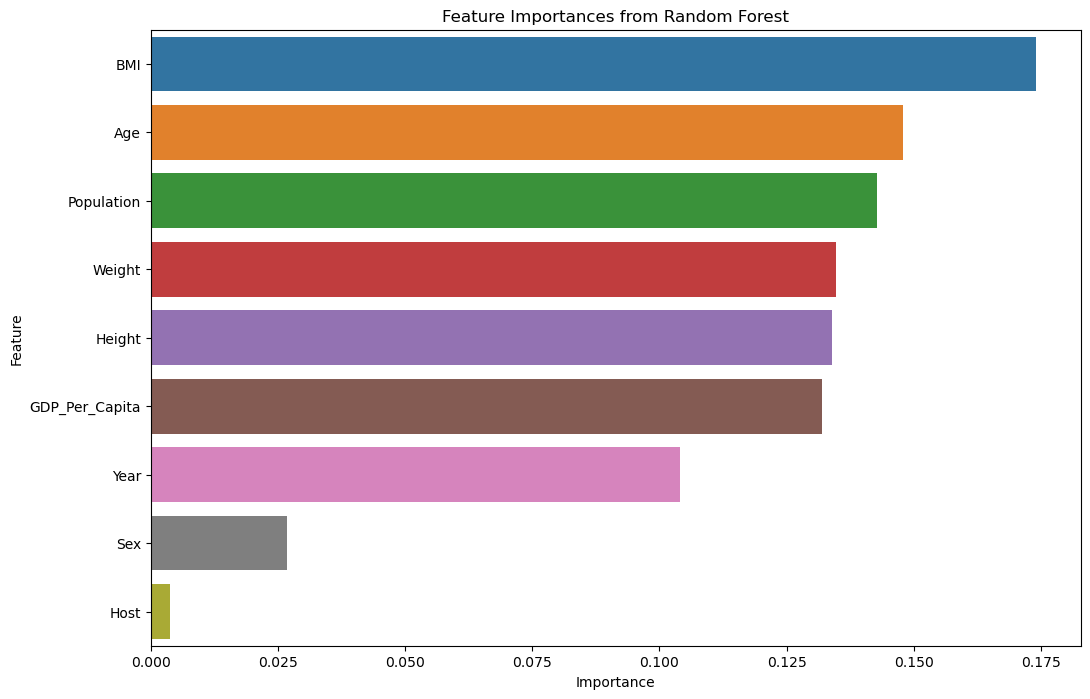 Feature Importances from Random Forest
BMI
Age
Population
Weight
Height
GDP_Per_Capita
Year
Sex
Host
Feature
0.000 0.025 0.050 0.075 0.100 0.125 0.150 0.175
Importance